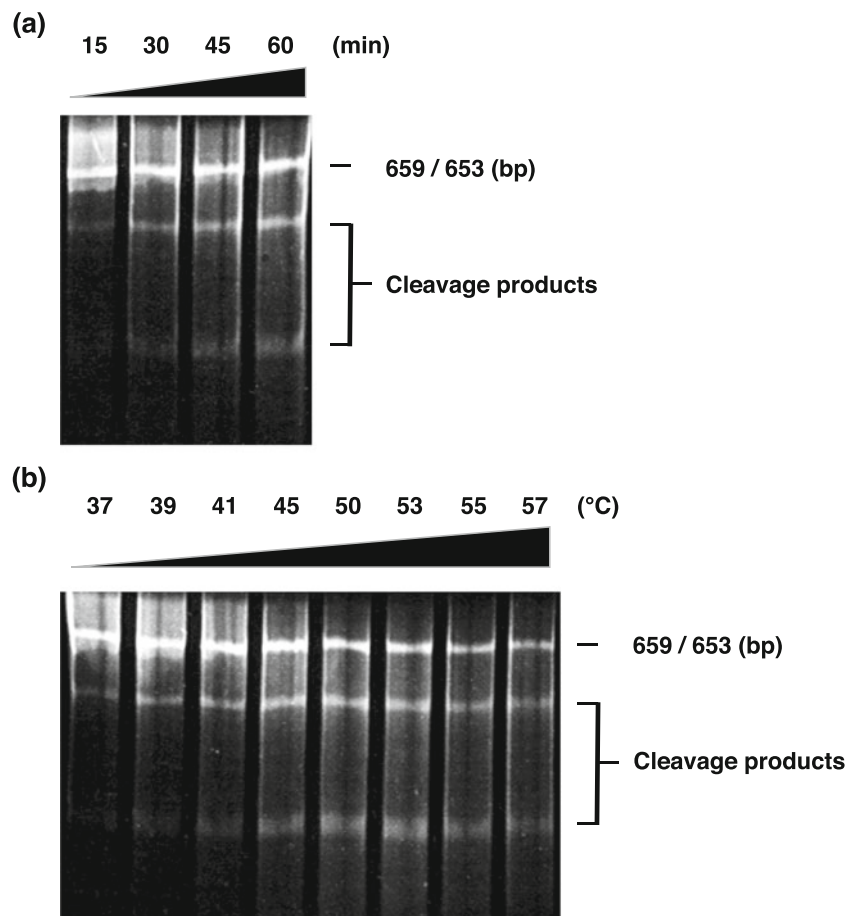 (a)
15 30 45 60 (min)
659 / 653 (bp)
Cleavage products
(b)
37 39 41 45 50 53 55 57 (°C)
659 / 653 (bp)
Cleavage products